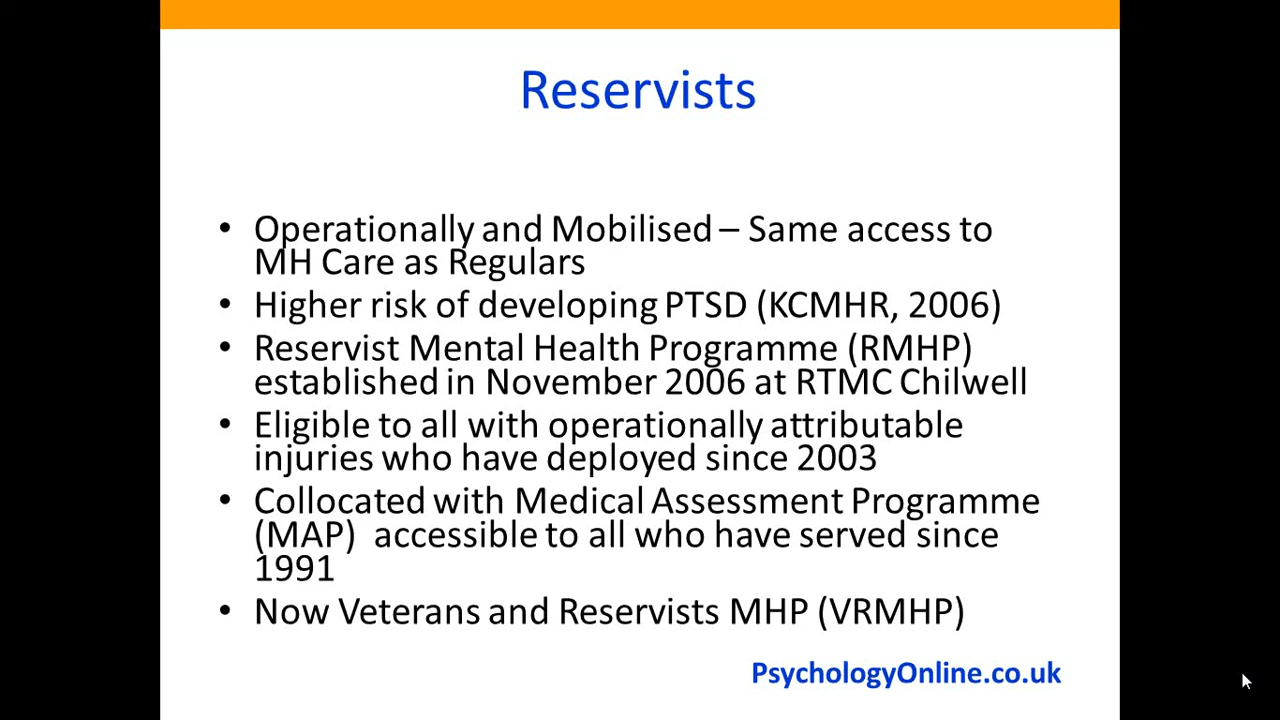 Reservists
• Operationally and Mobilised – Same access to
MH Care as Regulars
• Higher risk of developing PTSD (KCMHR, 2006)
• Reservist Mental Health Programme (RMHP)
established in November 2006 at RTMC Chilwell
• Eligible to all with operationally attributable
injuries who have deployed since 2003
• Collocated with Medical Assessment Programme
(MAP)  accessible to all who have served since
1991
• Now Veterans and Reservists MHP (VRMHP)
PsychologyOnline.co.uk